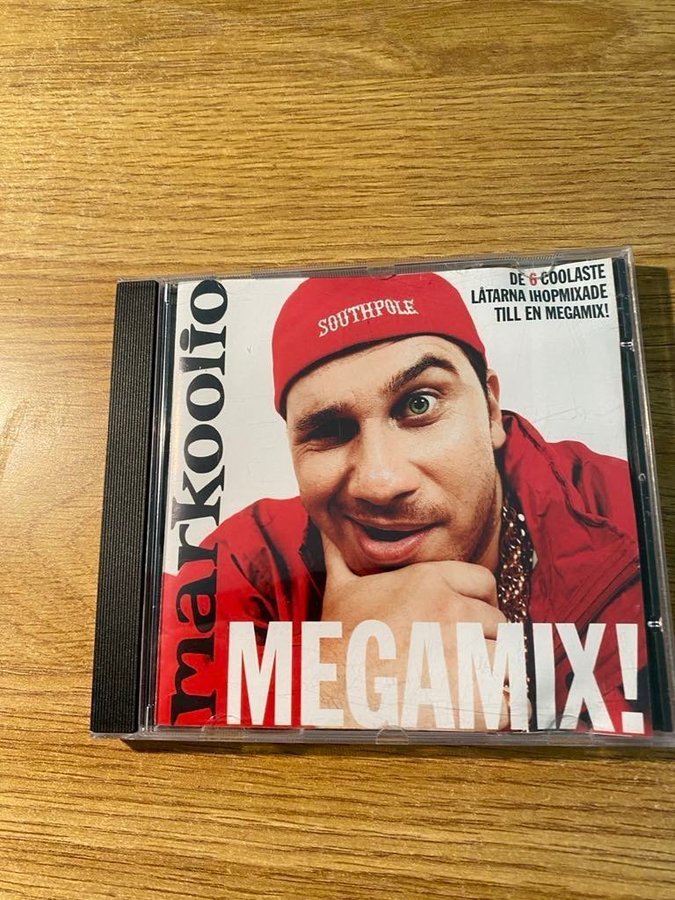 DE 6 COOLASTE
LÅTARNA IHOPMIXADE
TILL EN MEGAMIX!
SOUTHPOLE
markoolio
MEGAMIX!